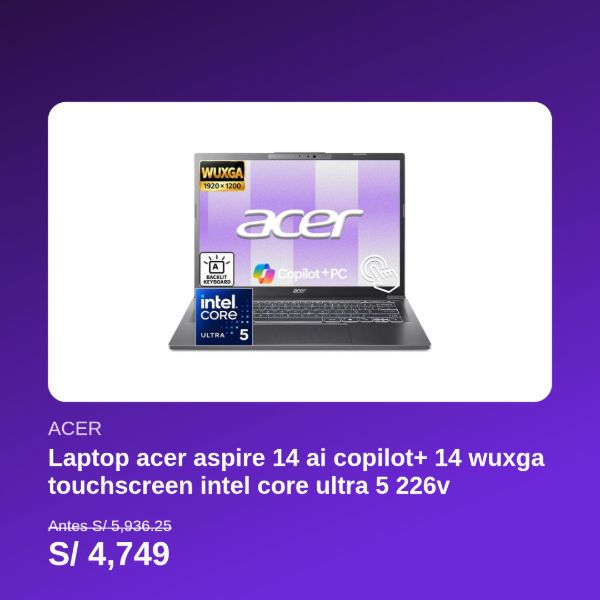 WUXGA
1920×1200
acer
A
BACKLIT
KEYBOARD
Copilot+PC
acer
intel
CORE
ULTRA 5
ACER
Laptop acer aspire 14 ai copilot+ 14 wuxga
touchscreen intel core ultra 5 226v
Antes S/ 5,936.25
S/ 4,749